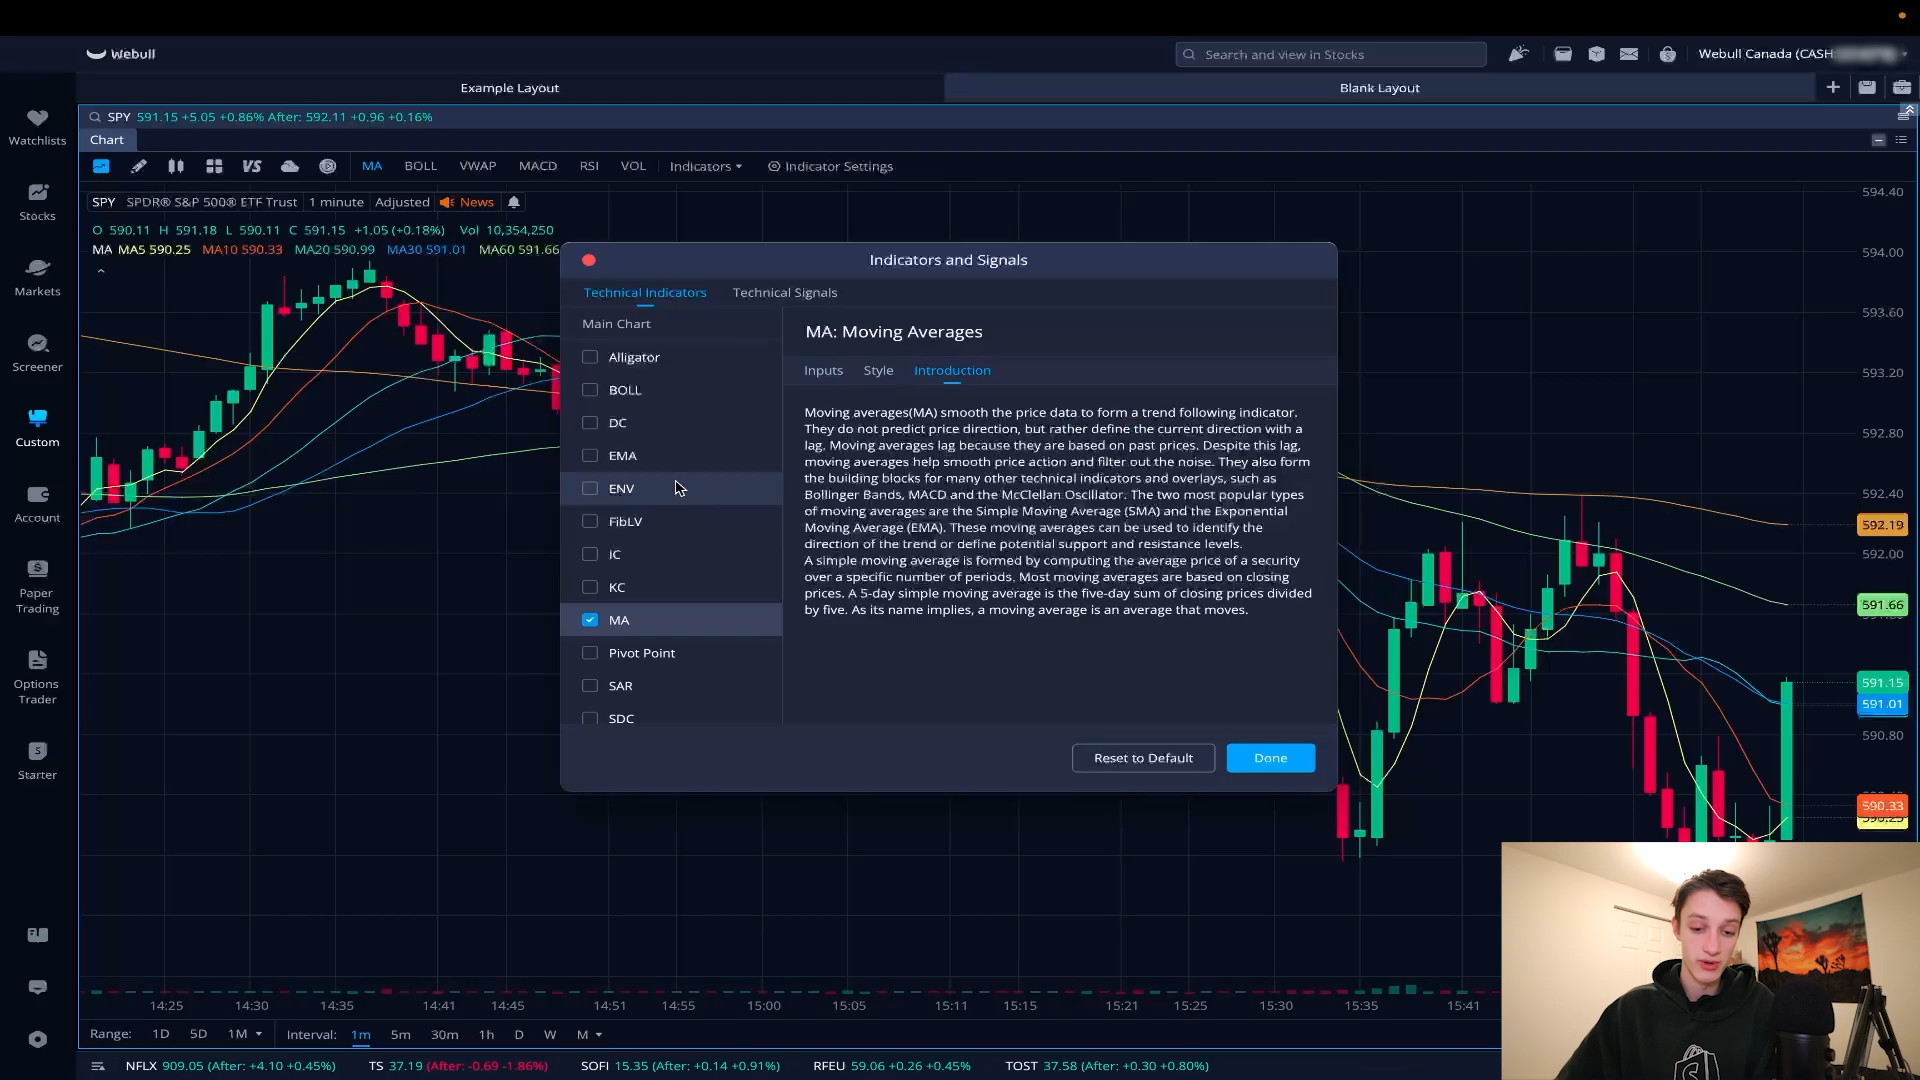 Webull
Search and view in Stocks
Webull Canada (CASH
Example Layout
Blank Layout
SPY 591.15 +5.05 +0.86% After: 592.11 +0.96 +0.16%
Chart
VS MA BOLL VWAP MACD RSI VOL Indicators Indicator Settings
SPY SPDR® S&P 500® ETF Trust 1 minute Adjusted News
O 590.11 H 591.18 L 590.11 C 591.15 +1.05 (+0.18%) Vol 10,354,250
MA MA5 590.25 MA10 590.33 MA20 590.99 MA30 591.01 MA60 591.66
Watchlists
Stocks
Markets
Screener
Custom
Account
Paper
Trading
Options
Trader
Starter
Indicators and Signals
Technical Indicators Technical Signals
Main Chart
Alligator
BOLL
DC
EMA
ENV
FibLV
IC
KC
MA
Pivot Point
SAR
SDC
MA: Moving Averages
Inputs Style Introduction
Moving averages(MA) smooth the price data to form a trend following indicator.
They do not predict price direction, but rather define the current direction with a
lag. Moving averages lag because they are based on past prices. Despite this lag,
moving averages help smooth price action and filter out the noise. They also form
the building blocks for many other technical indicators and overlays, such as
Bollinger Bands, MACD and the McClellan Oscillator. The two most popular types
of moving averages are the Simple Moving Average (SMA) and the Exponential
Moving Average (EMA). These moving averages can be used to identify the
direction of the trend or define potential support and resistance levels.
A simple moving average is formed by computing the average price of a security
over a specific number of periods. Most moving averages are based on closing
prices. A 5-day simple moving average is the five-day sum of closing prices divided
by five. As its name implies, a moving average is an average that moves.
Reset to Default Done
594.40
594.00
593.60
593.20
592.80
592.40
592.19
592.00
591.66
591.15
591.01
590.80
590.33
14:25 14:30 14:35 14:41 14:45 14:51 14:55 15:00 15:05 15:11 15:15 15:21 15:25 15:30 15:35 15:41
Range: 1D 5D 1M Interval: 1m 5m 30m 1h D W M
NFLX 909.05 (After: +4.10 +0.45%) TS 37.19 (After: -0.69 -1.86%) SOFI 15.35 (After: +0.14 +0.91%) RFEU 59.06 +0.26 +0.45% TOST 37.58 (After: +0.30 +0.80%)